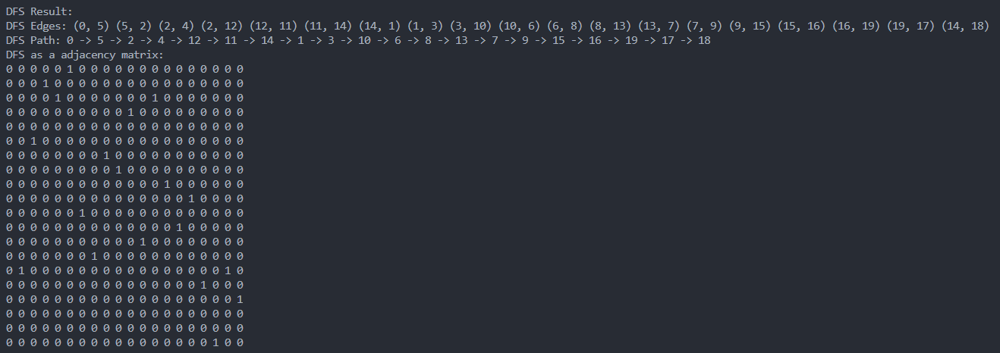 DFS Result:
DFS Edges: (0, 5) (5, 2) (2, 4) (2, 12) (12, 11) (11, 14) (14, 1) (1, 3) (3, 10) (10, 6) (6, 8) (8, 13) (13, 7) (7, 9) (9, 15) (15, 16) (16, 19) (19, 17) (14, 18)
DFS Path: 0 -> 5 -> 2 -> 4 -> 12 -> 11 -> 14 -> 1 -> 3 -> 10 -> 6 -> 8 -> 13 -> 7 -> 9 -> 15 -> 16 -> 19 -> 17 -> 18
DFS as a adjacency matrix:
0 0 0 0 0 1 0 0 0 0 0 0 0 0 0 0 0 0 0 0
0 0 0 1 0 0 0 0 0 0 0 0 0 0 0 0 0 0 0 0
0 0 0 0 1 0 0 0 0 0 0 0 1 0 0 0 0 0 0 0
0 0 0 0 0 0 0 0 0 0 1 0 0 0 0 0 0 0 0 0
0 0 0 0 0 0 0 0 0 0 0 0 0 0 0 0 0 0 0 0
0 0 1 0 0 0 0 0 0 0 0 0 0 0 0 0 0 0 0 0
0 0 0 0 0 0 0 0 1 0 0 0 0 0 0 0 0 0 0 0
0 0 0 0 0 0 0 0 0 1 0 0 0 0 0 0 0 0 0 0
0 0 0 0 0 0 0 0 0 0 0 0 0 1 0 0 0 0 0 0
0 0 0 0 0 0 0 0 0 0 0 0 0 0 0 1 0 0 0 0
0 0 0 0 0 0 1 0 0 0 0 0 0 0 0 0 0 0 0 0
0 0 0 0 0 0 0 0 0 0 0 0 0 0 1 0 0 0 0 0
0 0 0 0 0 0 0 0 0 0 0 1 0 0 0 0 0 0 0 0
0 0 0 0 0 0 0 1 0 0 0 0 0 0 0 0 0 0 0 0
0 1 0 0 0 0 0 0 0 0 0 0 0 0 0 0 0 0 1 0
0 0 0 0 0 0 0 0 0 0 0 0 0 0 0 0 1 0 0 0
0 0 0 0 0 0 0 0 0 0 0 0 0 0 0 0 0 0 0 1
0 0 0 0 0 0 0 0 0 0 0 0 0 0 0 0 0 0 0 0
0 0 0 0 0 0 0 0 0 0 0 0 0 0 0 0 0 0 0 0
0 0 0 0 0 0 0 0 0 0 0 0 0 0 0 0 0 1 0 0